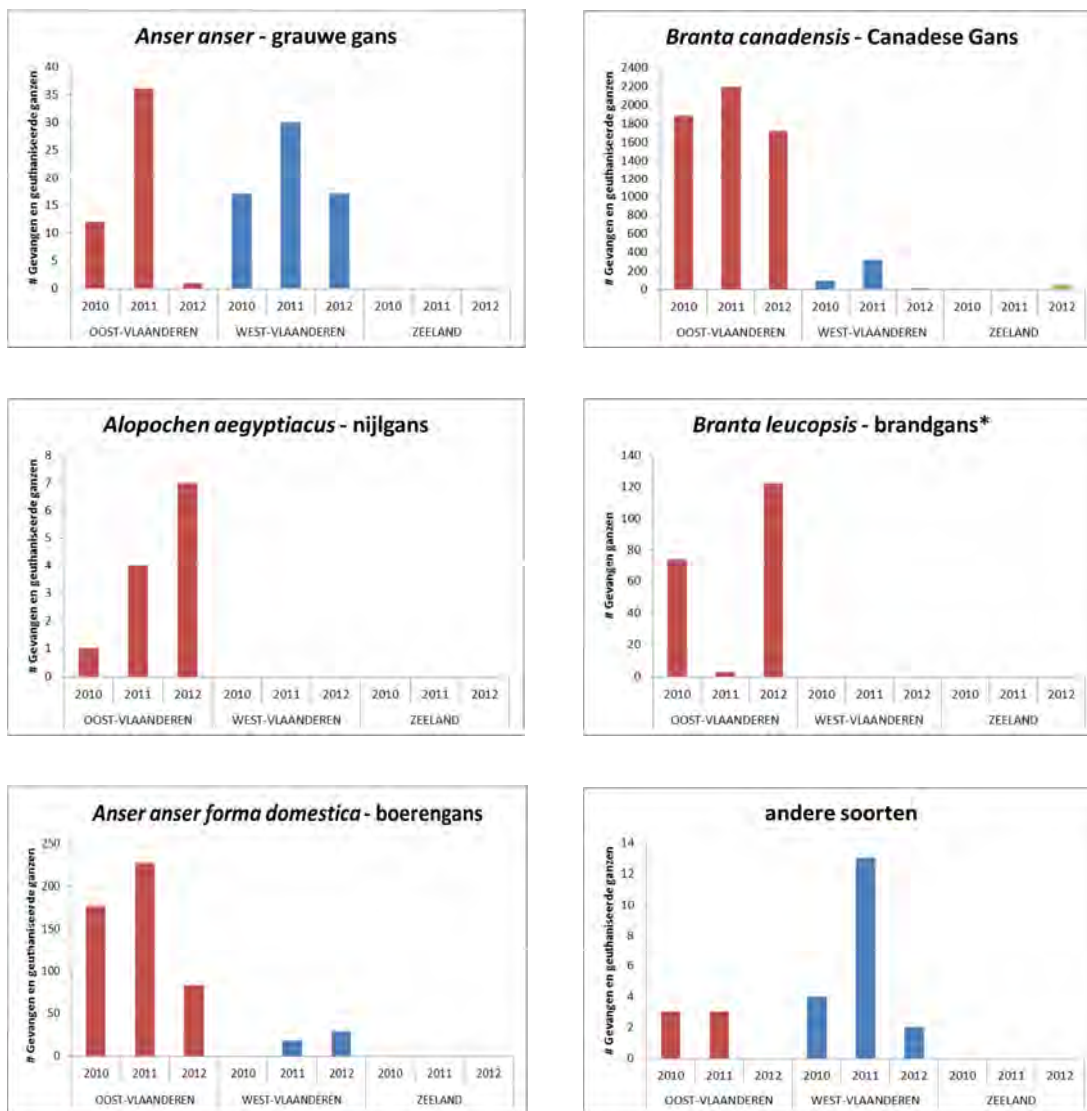 Anser anser - grauwe gans
# Gevangen en geuthaniseerde ganzen
40
35
30
25
20
15
10
5
0
2010 2011 2012 2010 2011 2012 2010 2011 2012
OOST-VLAANDEREN WEST-VLAANDEREN ZEELAND
Branta canadensis - Canadese Gans
# Gevangen en geuthaniseerde ganzen
2400
2200
2000
1800
1600
1400
1200
1000
800
600
400
200
0
2010 2011 2012 2010 2011 2012 2010 2011 2012
OOST-VLAANDEREN WEST-VLAANDEREN ZEELAND
Alopochen aegyptiacus - nijlgans
# Gevangen en geuthaniseerde ganzen
8
7
6
5
4
3
2
1
0
2010 2011 2012 2010 2011 2012 2010 2011 2012
OOST-VLAANDEREN WEST-VLAANDEREN ZEELAND
Branta leucopsis - brandgans*
# Gevangen ganzen
140
120
100
80
60
40
20
0
2010 2011 2012 2010 2011 2012 2010 2011 2012
OOST-VLAANDEREN WEST-VLAANDEREN ZEELAND
Anser anser forma domestica - boerengans
# Gevangen en geuthaniseerde ganzen
250
200
150
100
50
0
2010 2011 2012 2010 2011 2012 2010 2011 2012
OOST-VLAANDEREN WEST-VLAANDEREN ZEELAND
andere soorten
# Gevangen en geuthaniseerde ganzen
14
12
10
8
6
4
2
0
2010 2011 2012 2010 2011 2012 2010 2011 2012
OOST-VLAANDEREN WEST-VLAANDEREN ZEELAND